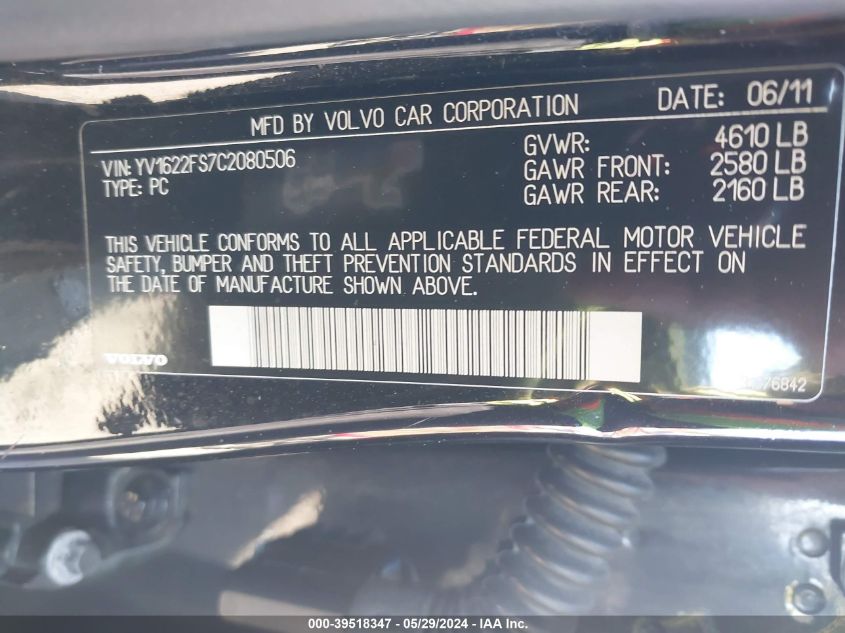 MFD BY VOLVO CAR CORPORATION DATE: 06/11
VIN: YV1622FS7C2080506
TYPE: PC
GVWR: 4610 LB
GAWR FRONT: 2580 LB
GAWR REAR: 2160 LB
THIS VEHICLE CONFORMS TO ALL APPLICABLE FEDERAL MOTOR VEHICLE
SAFETY, BUMPER AND THEFT PREVENTION STANDARDS IN EFFECT ON
THE DATE OF MANUFACTURE SHOWN ABOVE.
VOLVO
000-39518347 - 05/29/2024 - IAA Inc.